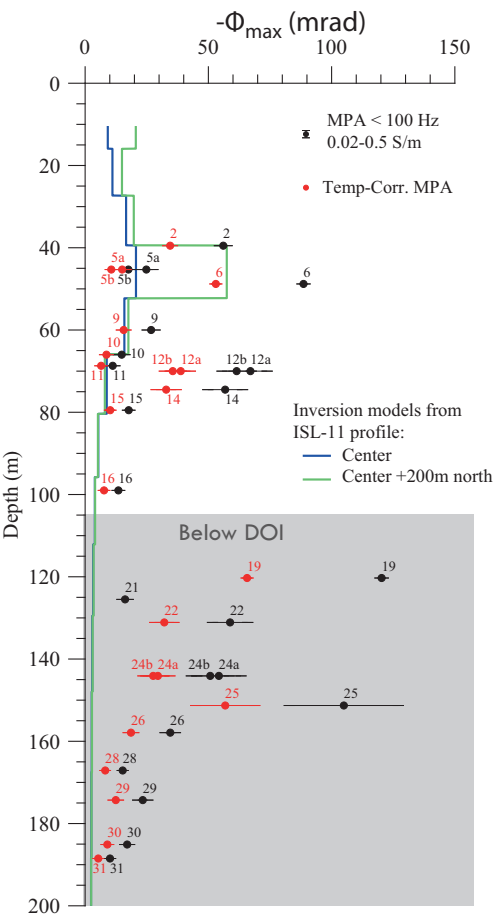 -Φmax (mrad)
0 50 100 150
0
MPA < 100 Hz
0.02-0.5 S/m
20
Temp-Corr. MPA
2 2
40
5a 5a
5b 5b
6 6
60
9 9
10 10
12b 12a 12b 12a
11 11
14 14
15 15
80
Inversion models from
ISL-11 profile:
Center
Center +200m north
16 16
100
Depth (m)
Below DOI
19 19
120
21
22 22
140
24b 24a 24b 24a
25 25
26 26
160
28 28
29 29
180
30 30
31 31
200